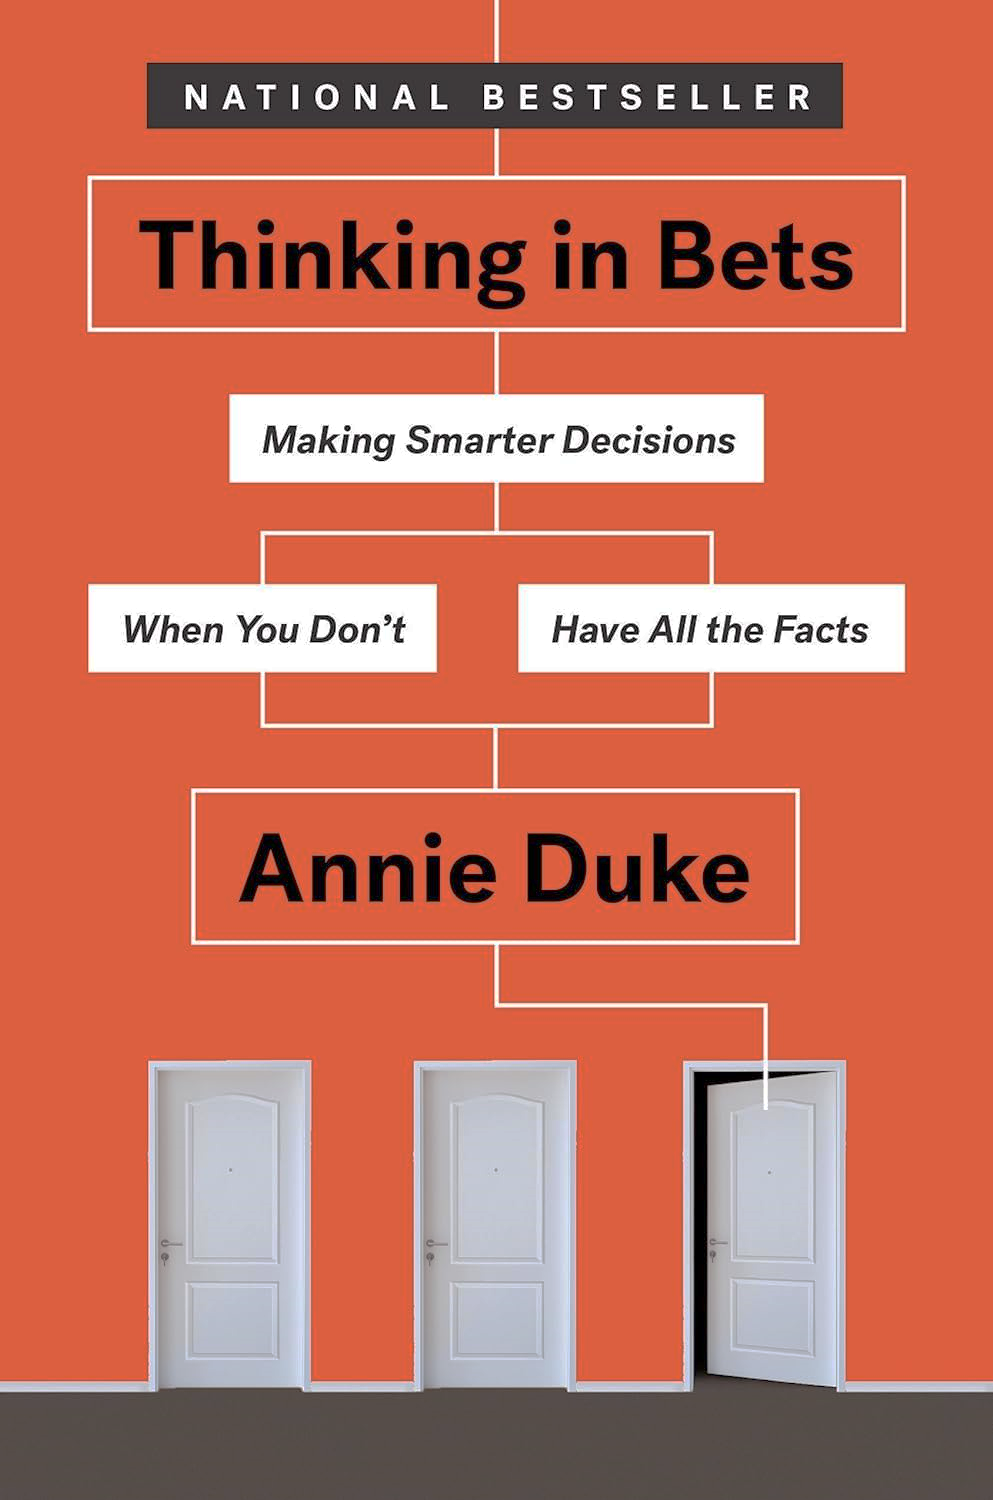 NATIONAL BESTSELLER
Thinking in Bets
Making Smarter Decisions
When You Don’t
Have All the Facts
Annie Duke